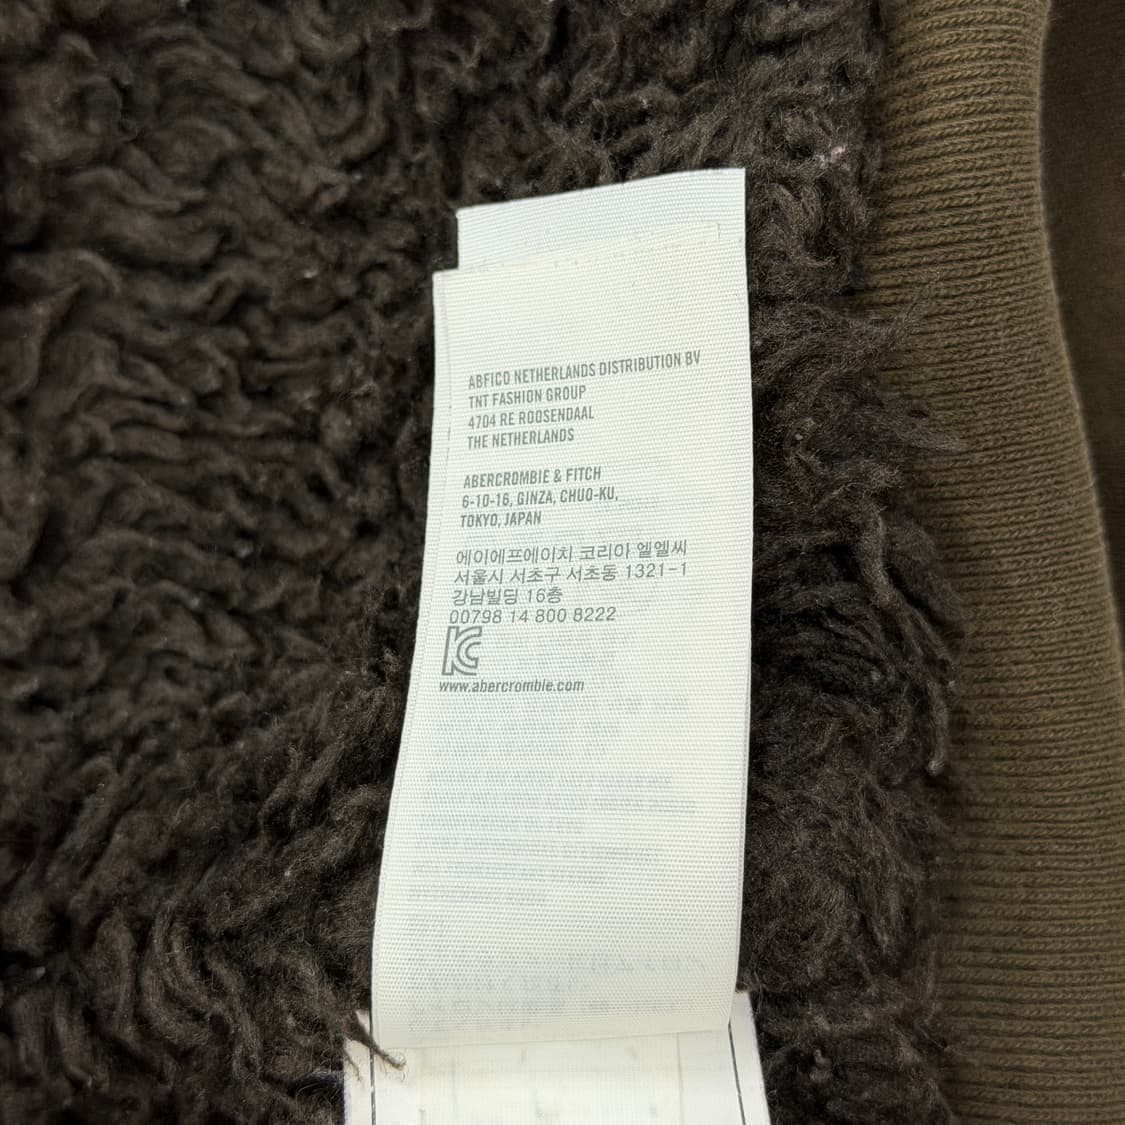 ABFICO NETHERLANDS DISTRIBUTION BV
TNT FASHION GROUP
4704 RE ROOSENDAAL
THE NETHERLANDS
ABERCROMBIE & FITCH
6-10-16, GINZA, CHUO-KU,
TOKYO, JAPAN
에이에프에이치 코리아 엘엘씨
서울시 서초구 서초동 1321-1
강남빌딩 16층
00798 14 800 8222
KC
www.abercrombie.com